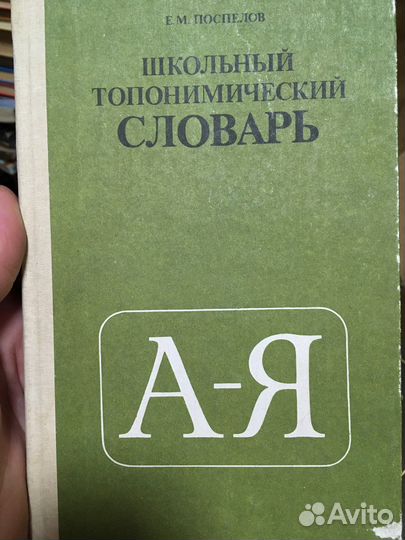 Е. М. ПОСПЕЛОВ
ШКОЛЬНЫЙ
ТОПОНИМИЧЕСКИЙ
СЛОВАРЬ
А-Я
Avito